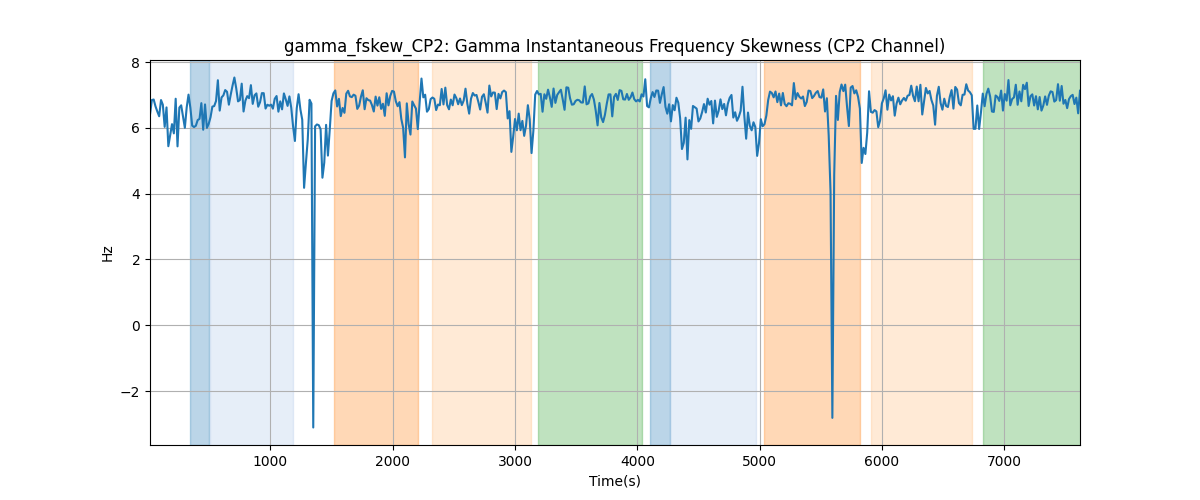 gamma_fskew_CP2: Gamma Instantaneous Frequency Skewness (CP2 Channel)
8
6
4
2
0
−2
Hz
1000 2000 3000 4000 5000 6000 7000
Time(s)